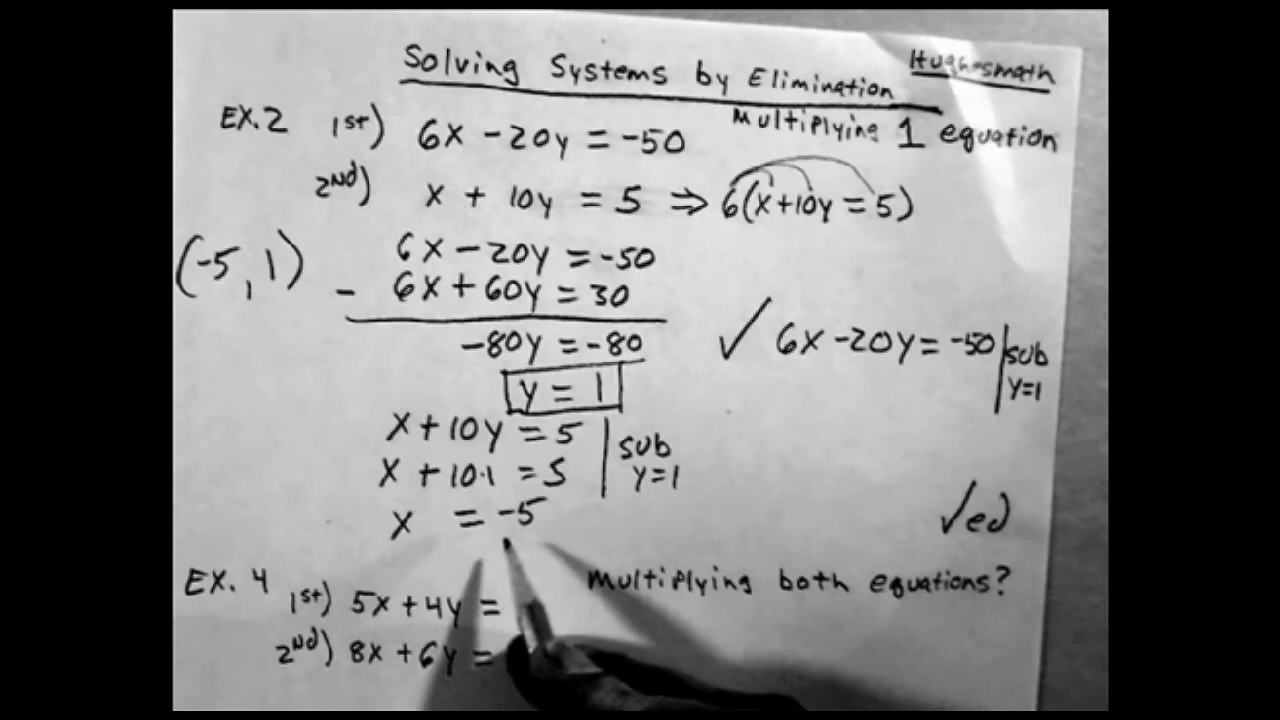 Solving Systems by Elimination Hughesmath
EX.2 1st) 6x - 20y = -50 Multiplying 1 equation
2nd) x + 10y = 5 ⇒ 6(x+10y = 5)
(-5, 1)
6x - 20y = -50
- 6x + 60y = 30
-80y = -80
y = 1
x + 10y = 5 | sub
x + 10·1 = 5 y=1
x = -5
✓ 6x - 20y = -50 | sub
y=1
✓ed
EX. 4 multiplying both equations?
1st) 5x + 4y =
2nd) 8x + 6y =